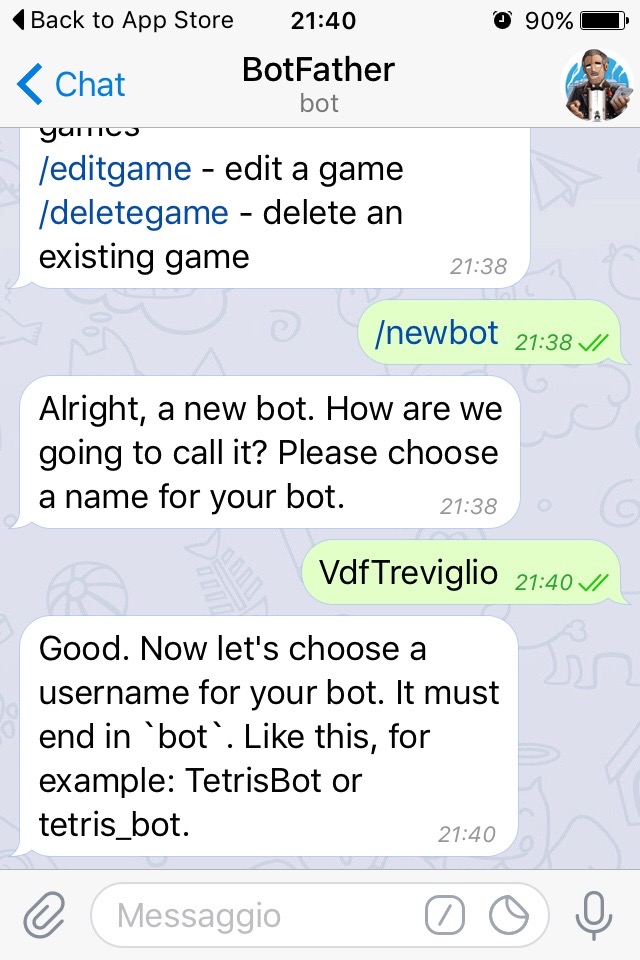 Back to App Store 21:40 90%
Chat BotFather
bot
games
/editgame - edit a game
/deletegame - delete an
existing game 21:38
/newbot 21:38
Alright, a new bot. How are we
going to call it? Please choose
a name for your bot. 21:38
VdfTreviglio 21:40
Good. Now let's choose a
username for your bot. It must
end in `bot`. Like this, for
example: TetrisBot or
tetris_bot. 21:40
Messaggio